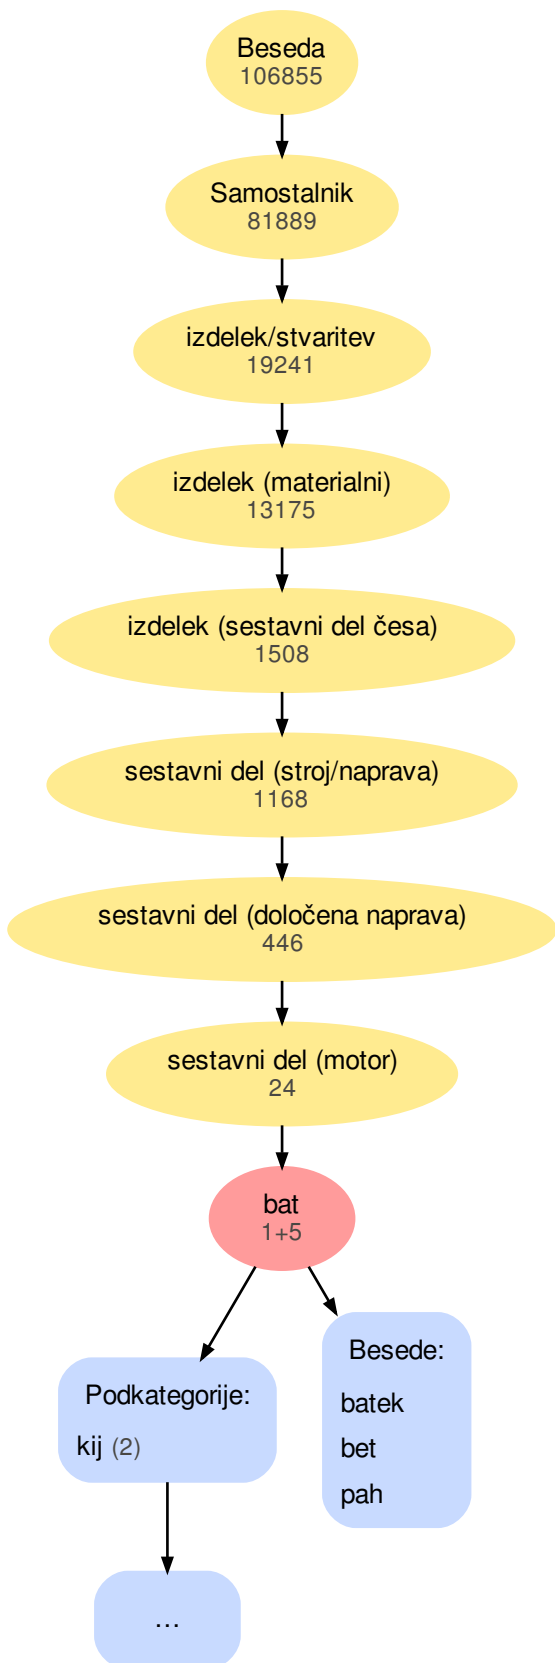 Beseda
106855
Samostalnik
81889
izdelek/stvaritev
19241
izdelek (materialni)
13175
izdelek (sestavni del česa)
1508
sestavni del (stroj/naprava)
1168
sestavni del (določena naprava)
446
sestavni del (motor)
24
bat
1+5
Podkategorije:
kij (2)
...
Besede:
batek
bet
pah